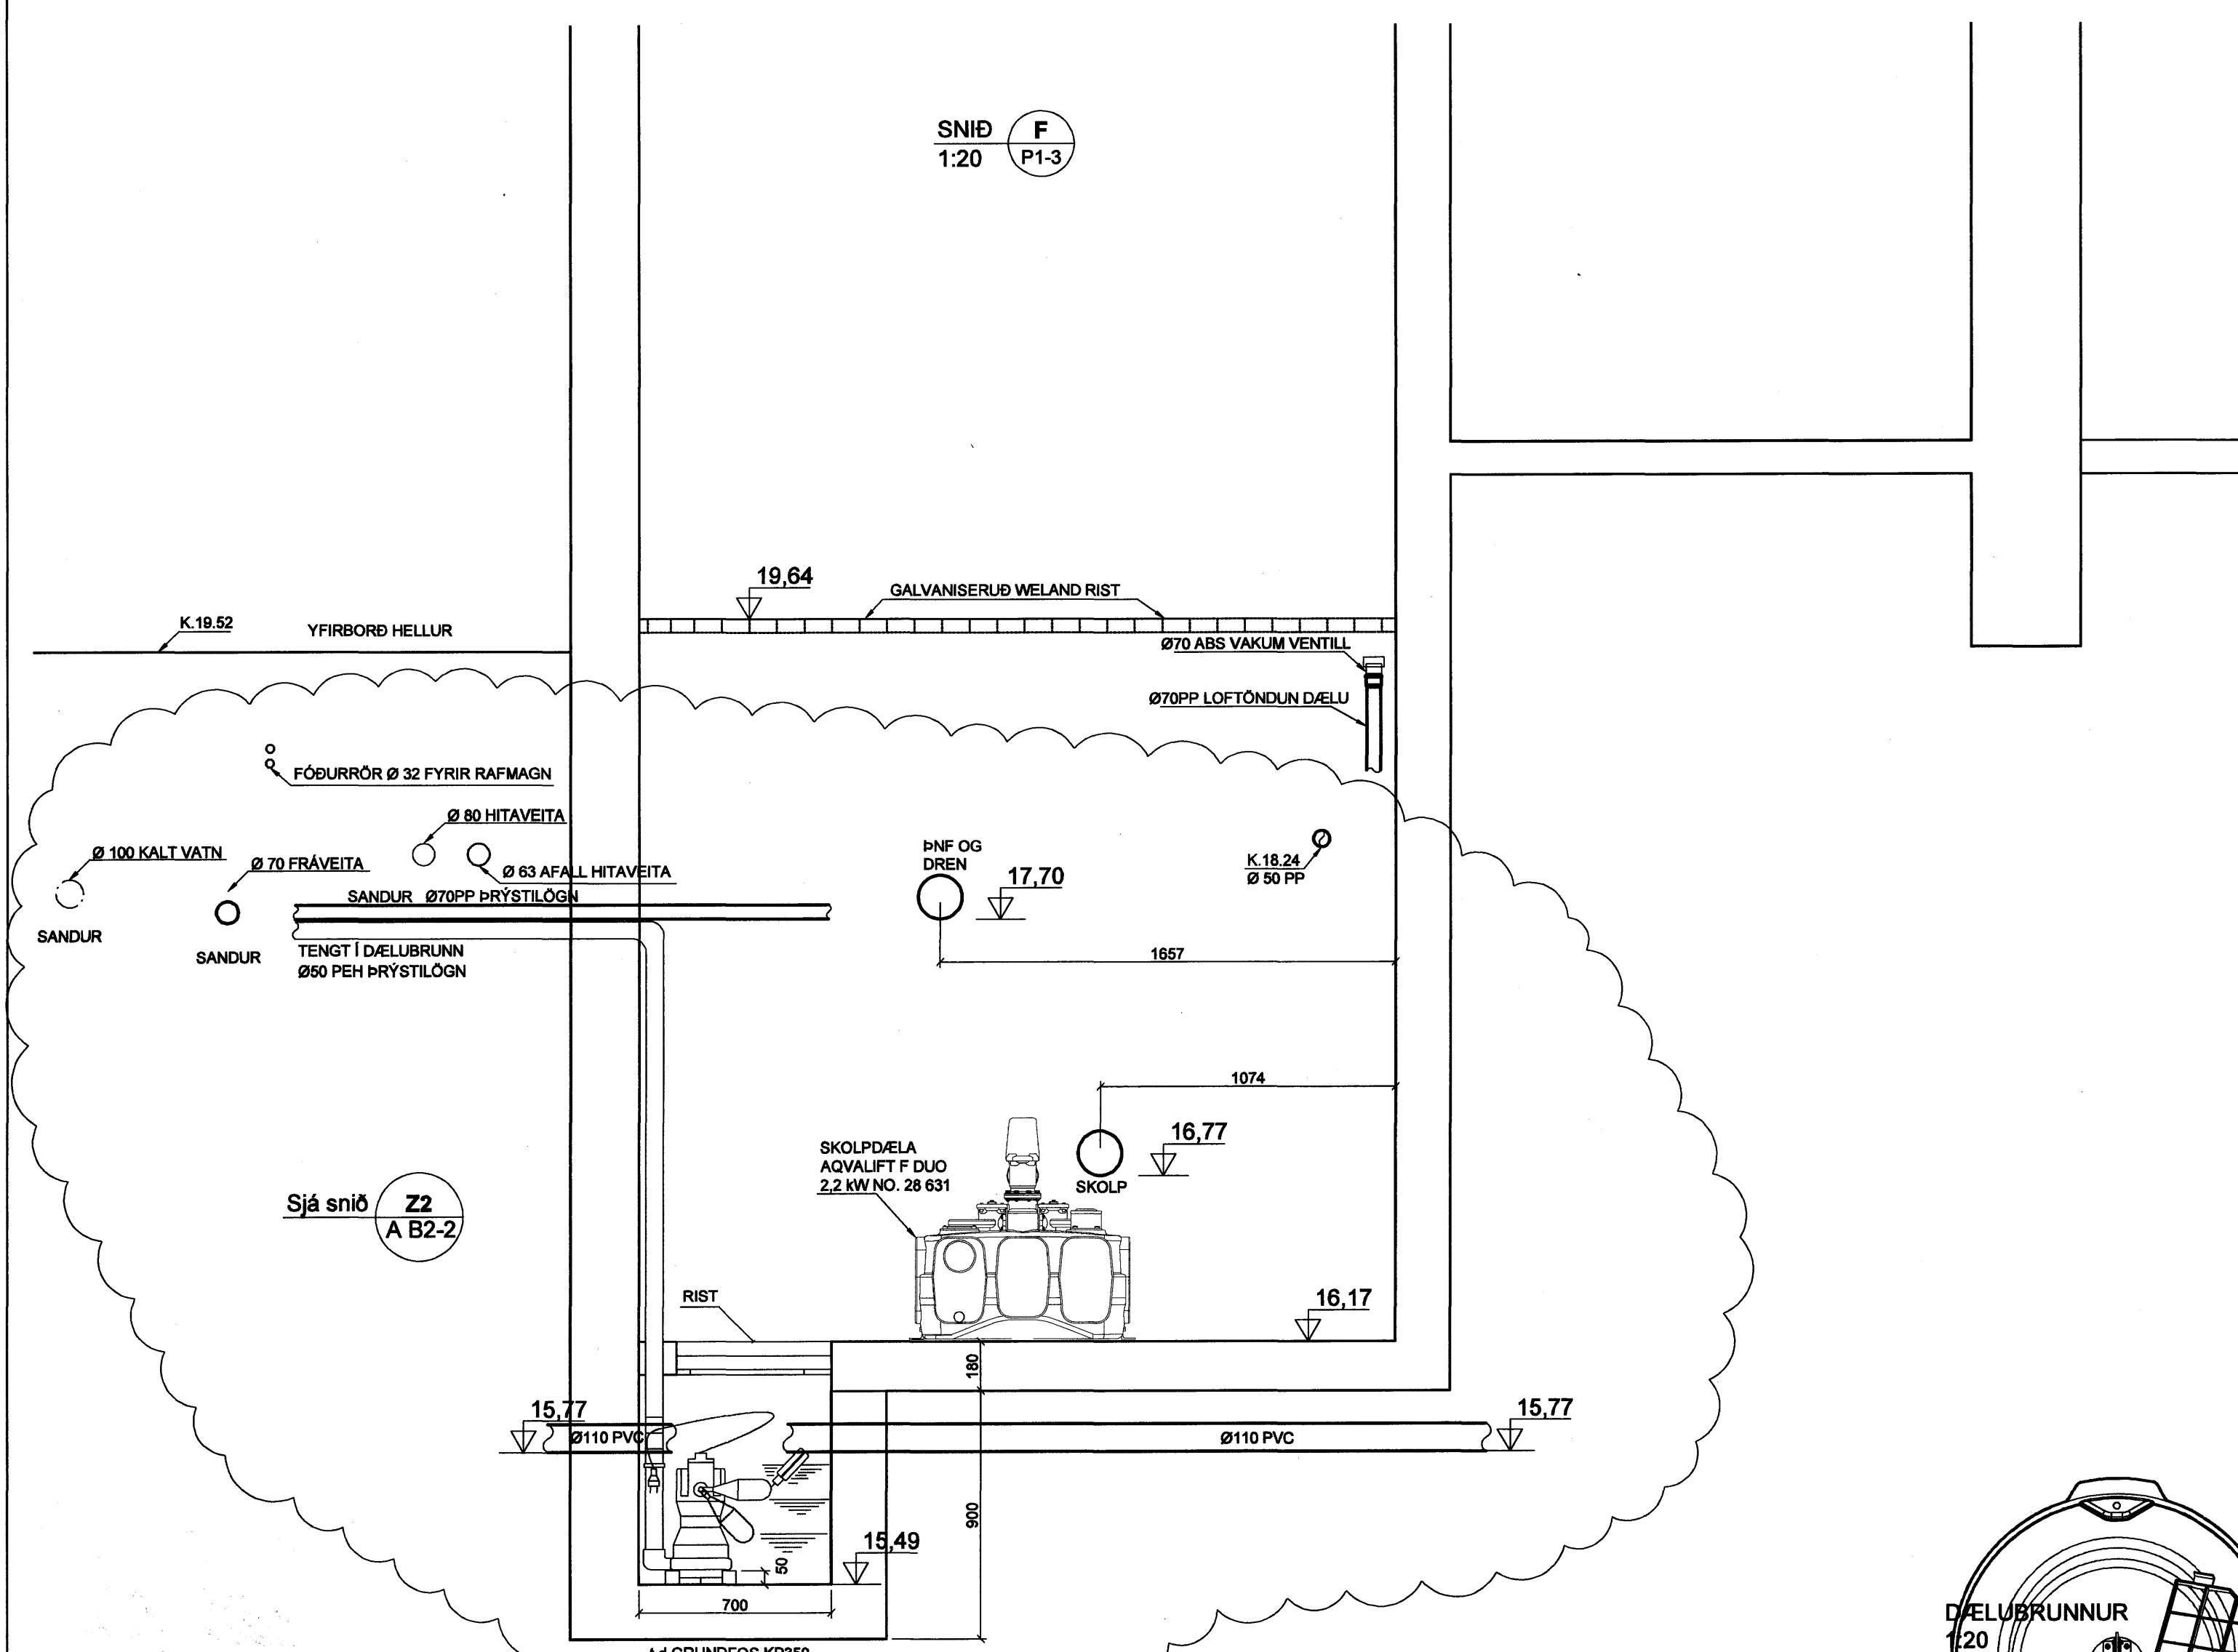 SNIÐ F
1:20 P1-3
19,64
GALVANISERUÐ WELAND RIST
K.19.52
YFIRBORÐ HELLUR
Ø70 ABS VAKUM VENTILL
Ø70PP LOFTÖNDUN DÆLU
FÓÐURRÖR Ø 32 FYRIR RAFMAGN
Ø 80 HITAVEITA
Ø 100 KALT VATN
Ø 70 FRÁVEITA
Ø 63 AFALL HITAVEITA
ÞNF OG
DREN
17,70
K.18.24
Ø 50 PP
SANDUR Ø70PP ÞRÝSTILÖGN
SANDUR
SANDUR
TENGT Í DÆLUBRUNN
Ø50 PEH ÞRÝSTILÖGN
1657
1074
SKOLPDÆLA
AQVALIFT F DUO
2,2 kW NO. 28 631
16,77
SKOLP
Sjá snið Z2
A B2-2
RIST
16,17
180
15,77
Ø110 PVC
Ø110 PVC
15,77
900
15,49
50
700
DÆLUBRUNNUR
1:20